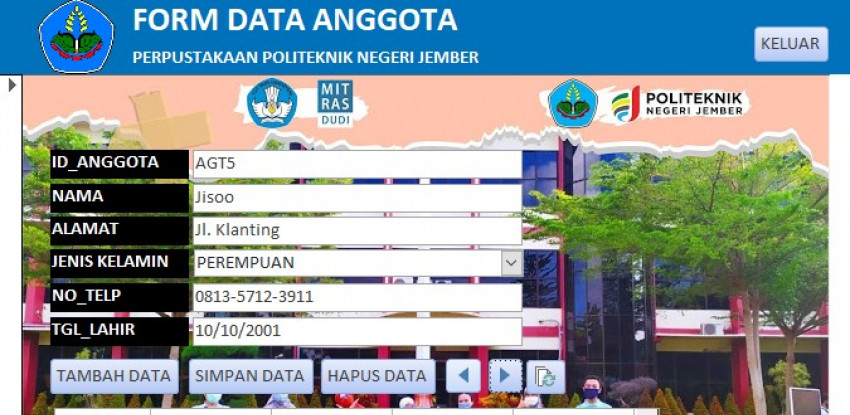 FORM DATA ANGGOTA
PERPUSTAKAAN POLITEKNIK NEGERI JEMBER
KELUAR
MIT
RAS
DUDI
POLITEKNIK
NEGERI JEMBER
ID_ANGGOTA AGT5
NAMA Jisoo
ALAMAT Jl. Klanting
JENIS KELAMIN PEREMPUAN
NO_TELP 0813-5712-3911
TGL_LAHIR 10/10/2001
TAMBAH DATA SIMPAN DATA HAPUS DATA